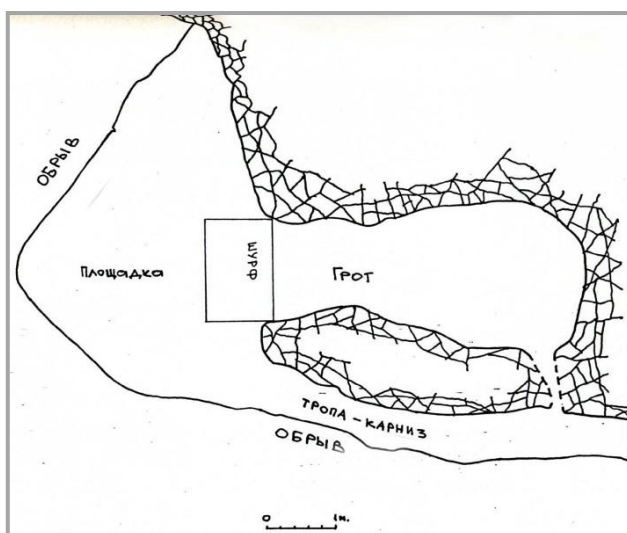 ОБРЫВ
ПЛОЩАДКА
ШУРФ
ГРОТ
ТРОПА – КАРНИЗ
ОБРЫВ
0 1м.